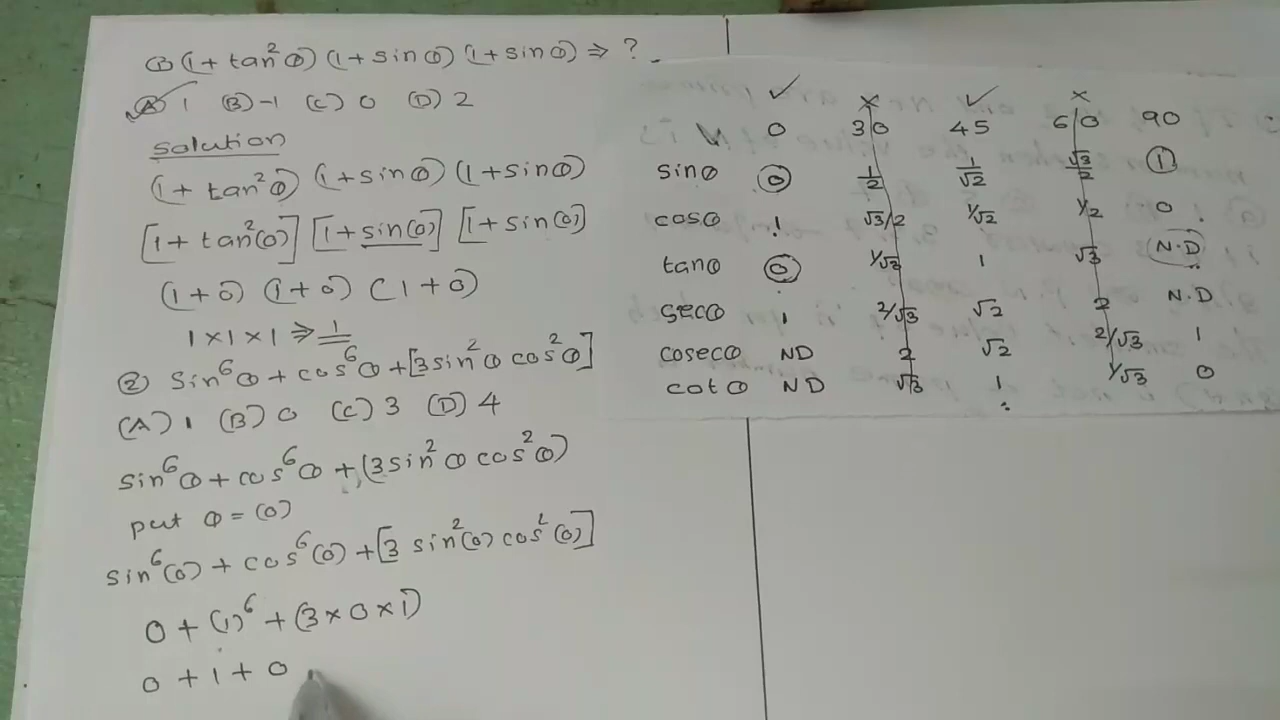 ① (1 + tan²θ) (1 + sinθ) (1 + sinθ) ⇒ ?
(A) 1 (B) -1 (C) 0 (D) 2
Solution
(1 + tan²θ) (1 + sinθ) (1 + sinθ)
[1 + tan²(0)] [1 + sin(0)] [1 + sin(0)]
(1 + 0) (1 + 0) (1 + 0)
1 × 1 × 1 ⇒ 1
② Sin⁶θ + cos⁶θ + [3 sin²θ cos²θ]
(A) 1 (B) 0 (C) 3 (D) 4
sin⁶θ + cos⁶θ + (3 sin²θ cos²θ)
put θ = (0)
sin⁶(0) + cos⁶(0) + [3 sin²(0) cos²(0)]
0 + (1)⁶ + (3 × 0 × 1)
0 + 1 + 0
✓ × ✓ ×
0 30 45 60 90
sinθ 0 1/2 1/√2 √3/2 1
cosθ 1 √3/2 1/√2 1/2 0
tanθ 0 1/√3 1 √3 N.D
secθ 1 2/√3 √2 2 N.D
cosecθ ND 2 √2 2/√3 1
cotθ ND √3 1 1/√3 0